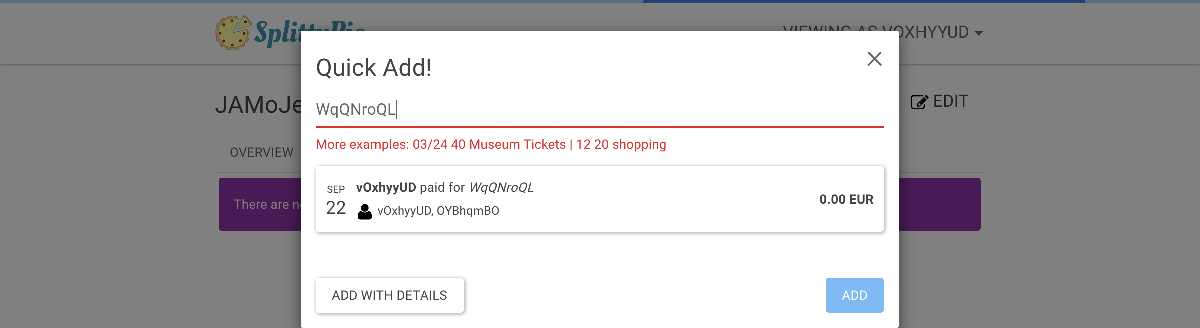 SplittyPie
VIEWING AS VOXHYYUD
Quick Add!
JAMoJe
EDIT
WqQNroQL
More examples: 03/24 40 Museum Tickets | 12 20 shopping
OVERVIEW
SEP
22
vOxhyyUD paid for WqQNroQL
vOxhyyUD, OYBhqmBO
0.00 EUR
There are
ADD WITH DETAILS
ADD